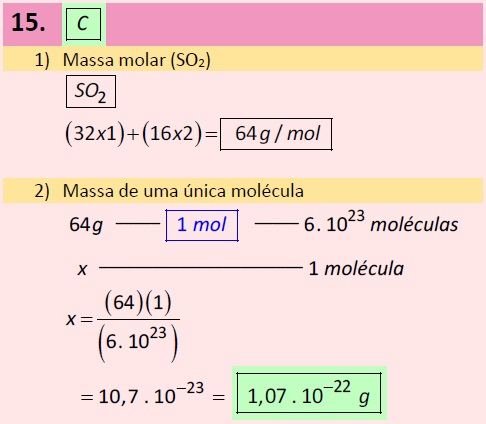 15. C
1) Massa molar (SO₂)
SO₂
(32x1)+(16x2)= 64g/mol
2) Massa de uma única molécula
64g —— 1 mol —— 6. 10²³ moléculas
x —————————— 1 molécula
x = (64)(1) / (6. 10²³)
= 10,7 . 10⁻²³ = 1,07 . 10⁻²² g